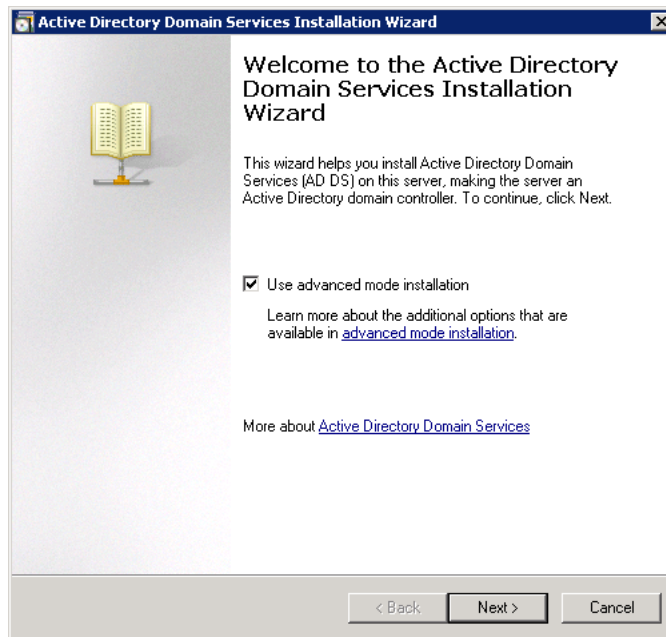 Active Directory Domain Services Installation Wizard
Welcome to the Active Directory
Domain Services Installation
Wizard
This wizard helps you install Active Directory Domain
Services (AD DS) on this server, making the server an
Active Directory domain controller. To continue, click Next.
Use advanced mode installation
Learn more about the additional options that are
available in advanced mode installation.
More about Active Directory Domain Services
< Back
Next >
Cancel